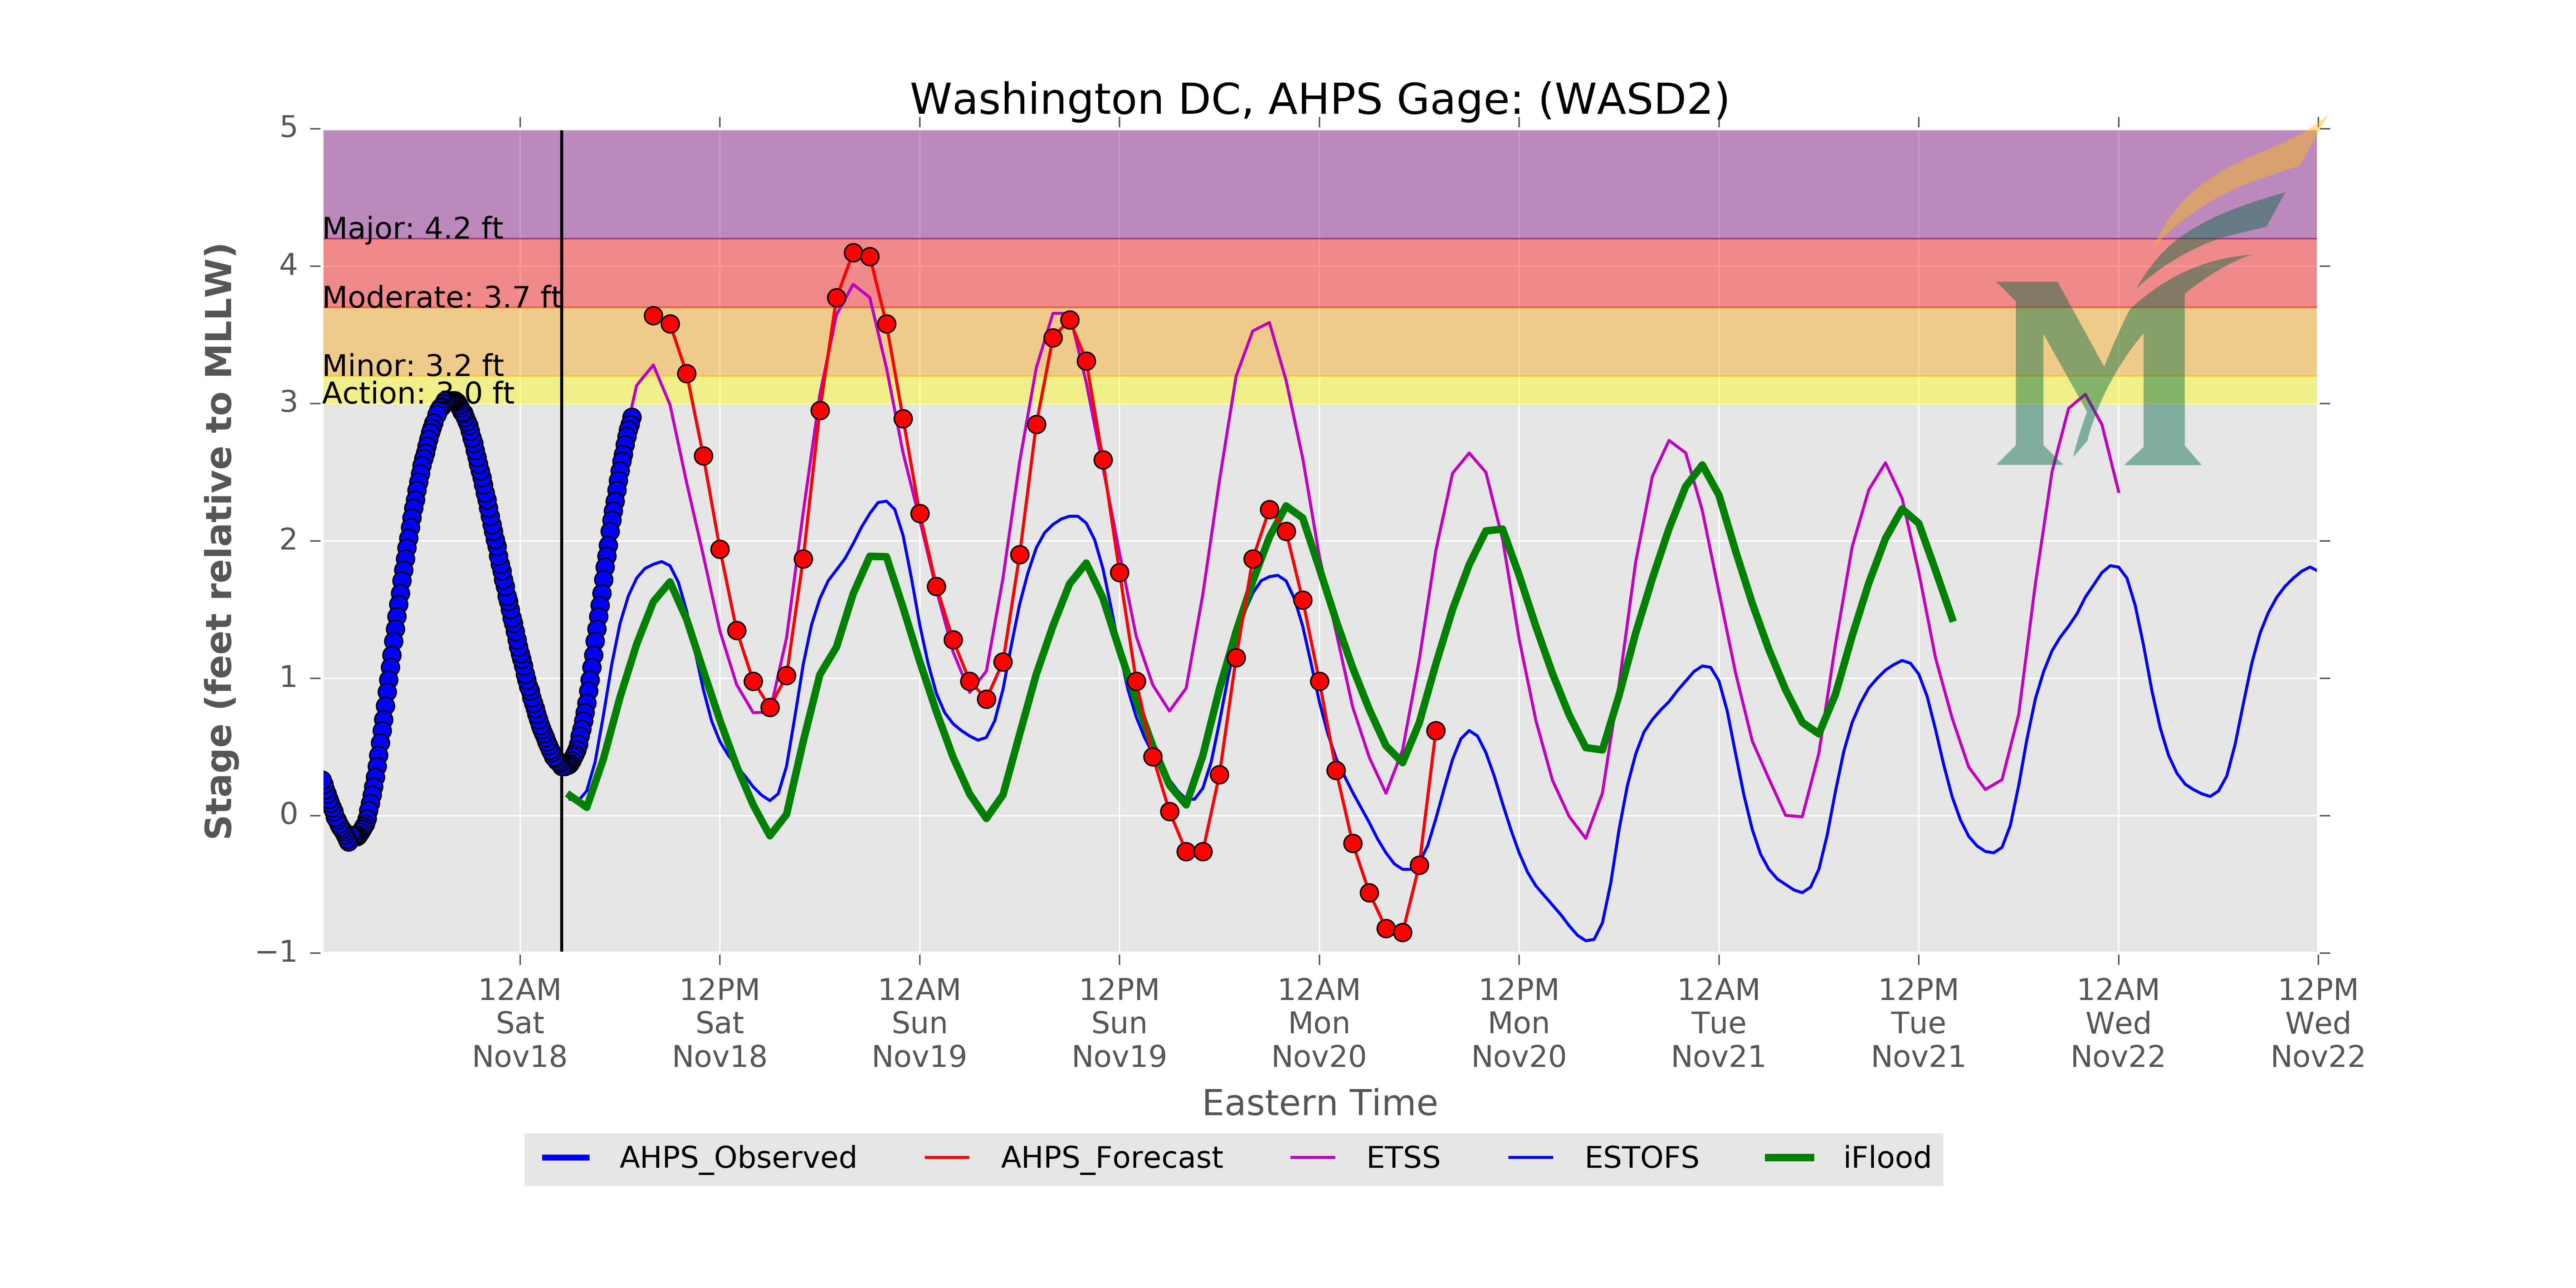 Washington DC, AHPS Gage: (WASD2)
Stage (feet relative to MLLW)
5
4
3
2
1
0
−1
Major: 4.2 ft
Moderate: 3.7 ft
Minor: 3.2 ft
Action: 3.0 ft
M
12AM
Sat
Nov18
12PM
Sat
Nov18
12AM
Sun
Nov19
12PM
Sun
Nov19
12AM
Mon
Nov20
12PM
Mon
Nov20
12AM
Tue
Nov21
12PM
Tue
Nov21
12AM
Wed
Nov22
12PM
Wed
Nov22
Eastern Time
AHPS_Observed
AHPS_Forecast
ETSS
ESTOFS
iFlood